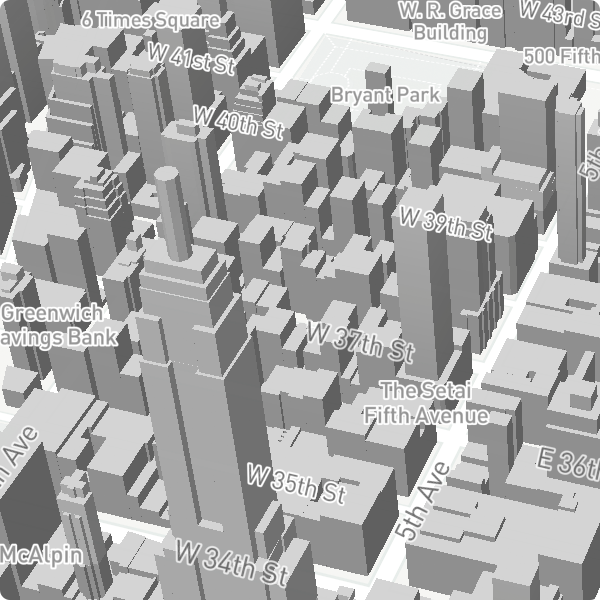 6 Times Square
W. R. Grace
Building
W 43rd S
W 41st St
500 Fifth
Bryant Park
W 40th St
5th
W 39th St
Greenwich
avings Bank
W 37th St
The Setai
Fifth Avenue
h Ave
E 36th
W 35th St
5th Ave
McAlpin
W 34th St